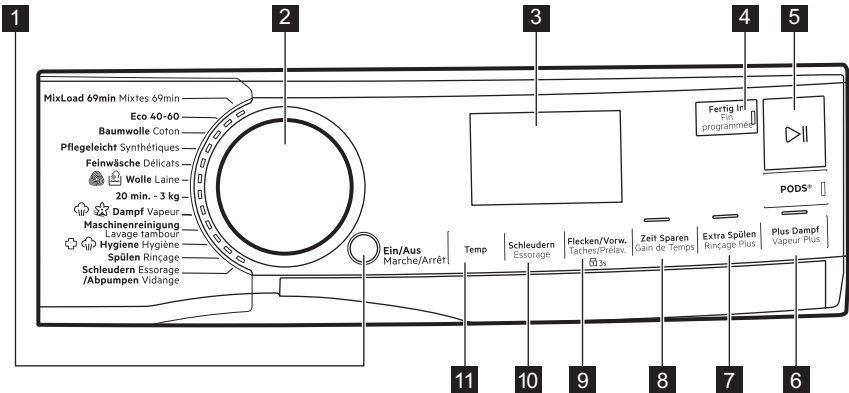 1
2
3
4
5
MixLoad 69min Mixtes 69min
Eco 40-60
Baumwolle Coton
Pflegeleicht Synthétiques
Feinwäsche Délicats
Wolle Laine
20 min. - 3 kg
Dampf Vapeur
Maschinenreinigung
Lavage tambour
Hygiene Hygiène
Spülen Rinçage
Schleudern Essorage
/Abpumpen Vidange
Ein/Aus
Marche/Arrêt
Temp
Schleudern
Essorage
Flecken/Vorw.
Taches/Prélav.
3s
Zeit Sparen
Gain de Temps
Extra Spülen
Rinçage Plus
Plus Dampf
Vapeur Plus
Fertig In
Fin
programmée
PODS®
11
10
9
8
7
6